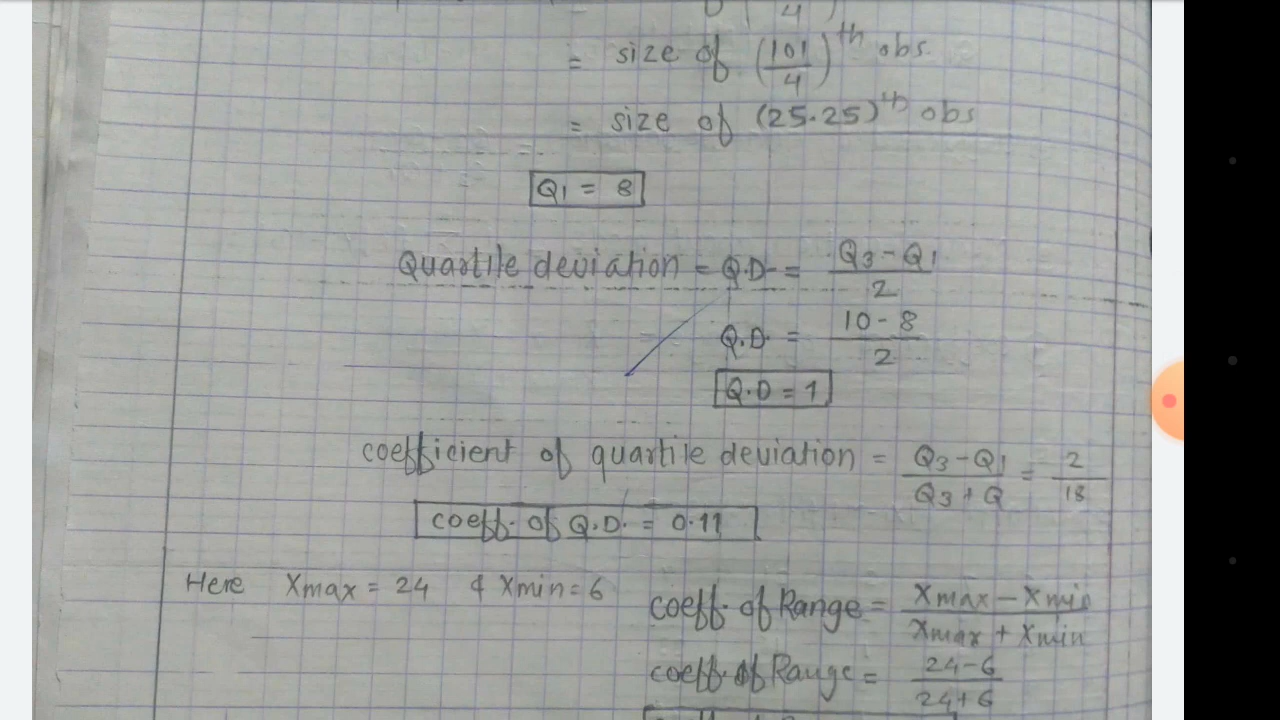 = size of (101/4)th obs.
= size of (25.25)th obs
Q1 = 8
Quartile deviation = Q.D. = Q3 - Q1 / 2
Q.D. = 10 - 8 / 2
Q.D = 1
coefficient of quartile deviation = Q3 - Q1 / Q3 + Q = 2 / 18
coeff. of Q.D. = 0.11
Here Xmax = 24 & Xmin = 6
coeff. of Range = Xmax - Xmin / Xmax + Xmin
coeff. of Range = 24 - 6 / 24 + 6